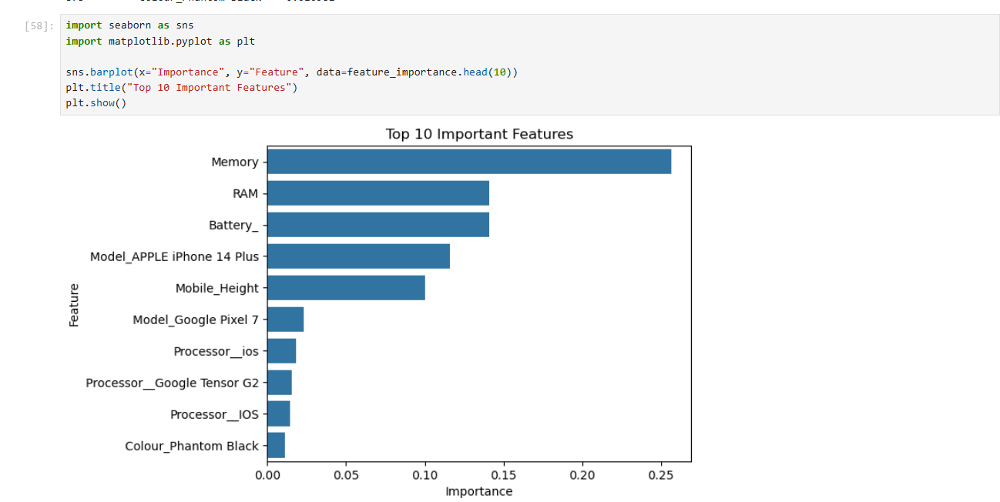 [58]:
import seaborn as sns
import matplotlib.pyplot as plt
sns.barplot(x="Importance", y="Feature", data=feature_importance.head(10))
plt.title("Top 10 Important Features")
plt.show()
Top 10 Important Features
Memory
RAM
Battery_
Model_APPLE iPhone 14 Plus
Mobile_Height
Model_Google Pixel 7
Processor__ios
Processor__Google Tensor G2
Processor__IOS
Colour_Phantom Black
Feature
0.00 0.05 0.10 0.15 0.20 0.25
Importance